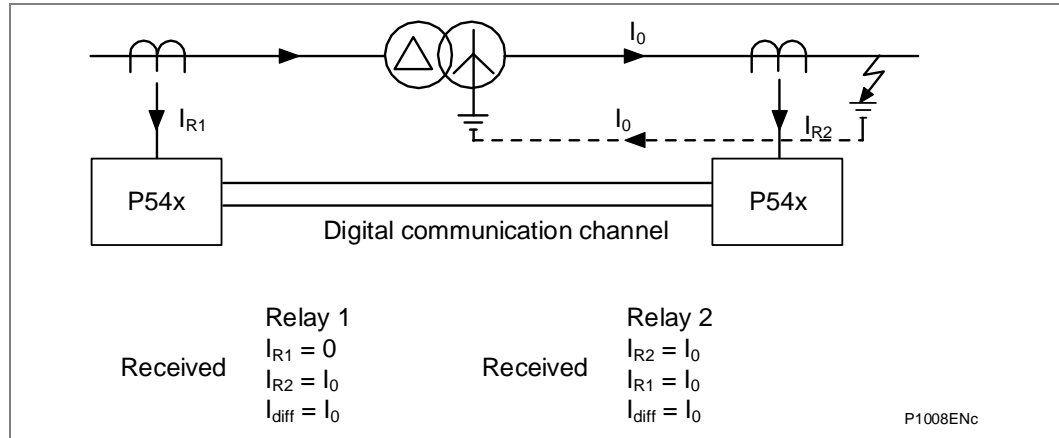 I0
IR1
I0
IR2
P54x
P54x
Digital communication channel
Relay 1
Relay 2
IR1 = 0
IR2 = I0
Received
Received
IR2 = I0
IR1 = I0
Idiff = I0
Idiff = I0
P1008ENc